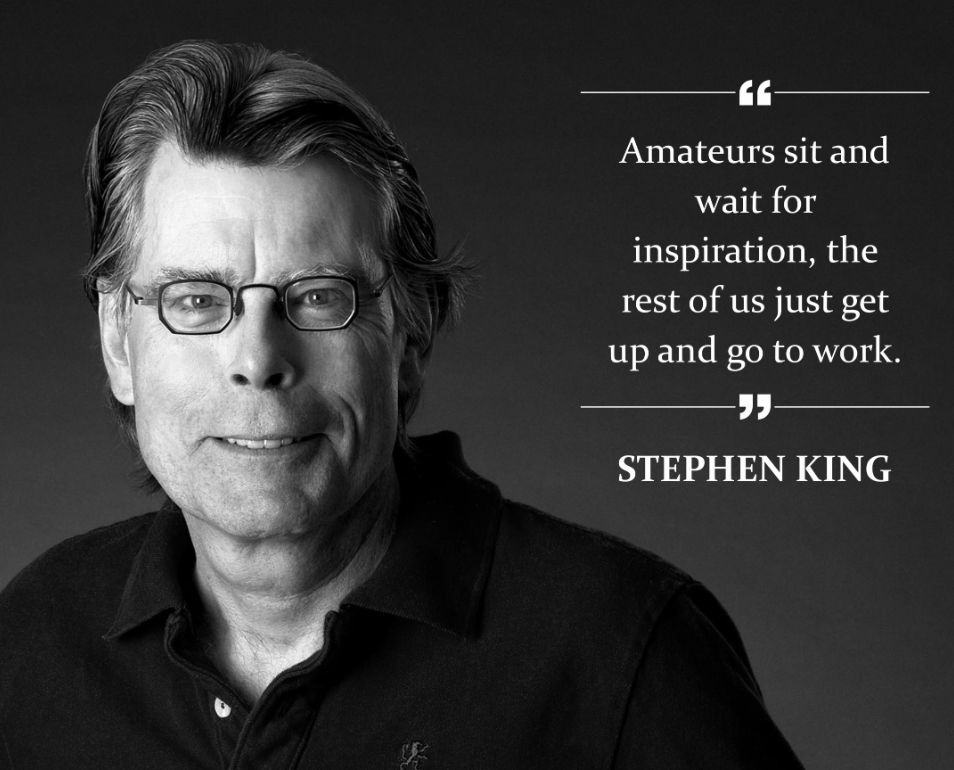 “
Amateurs sit and
wait for
inspiration, the
rest of us just get
up and go to work.
”
STEPHEN KING